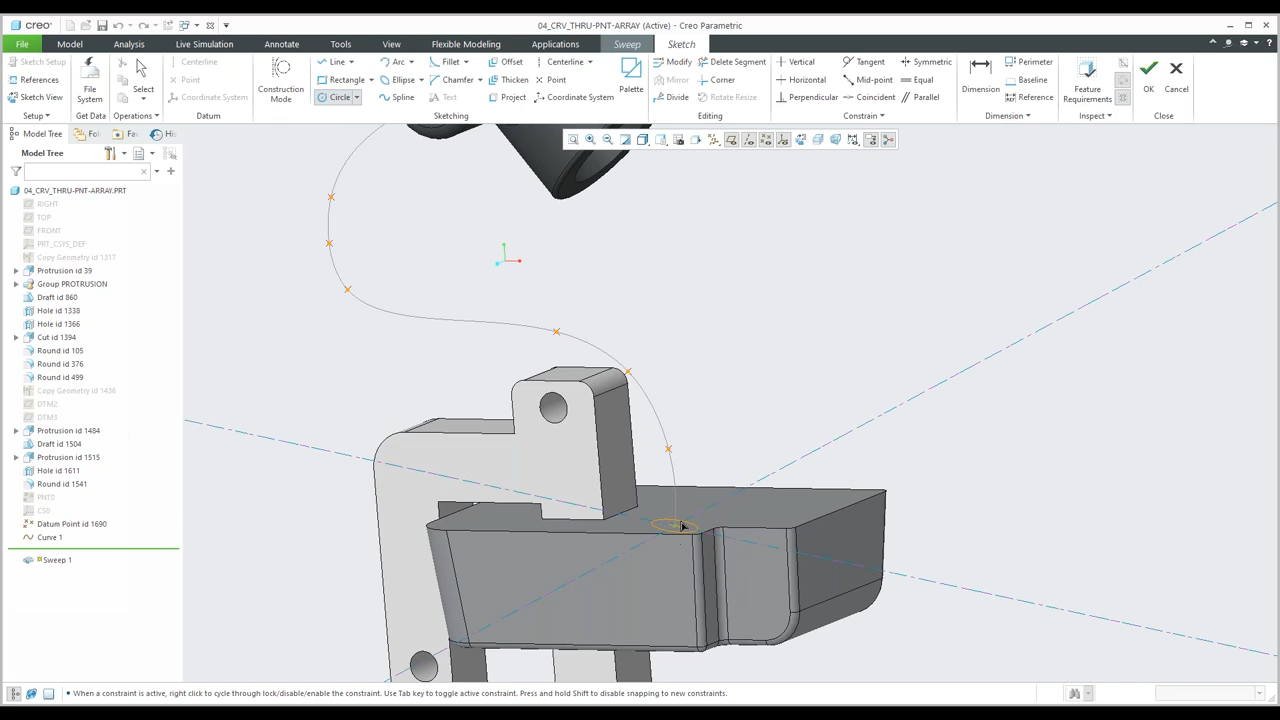 creo
04_CRV_THRU-PNT-ARRAY (Active) - Creo Parametric
File Model Analysis Live Simulation Annotate Tools View Flexible Modeling Applications Sweep Sketch
Sketch Setup
References
Sketch View
Setup
File System
Get Data
Select
Operations
Centerline
Point
Coordinate System
Datum
Construction Mode
Line Arc Fillet Offset Centerline
Rectangle Ellipse Chamfer Thicken Point
Circle Spline Text Project Coordinate System
Palette
Sketching
Modify Delete Segment
Mirror Corner
Divide Rotate Resize
Editing
Vertical Tangent Symmetry
Horizontal Mid-point Equal
Perpendicular Coincident Parallel
Constrain
Dimension
Perimeter
Baseline
Reference
Dimension
Feature Requirements
Inspect
OK
Cancel
Close
Model Tree
Model Tree
04_CRV_THRU-PNT-ARRAY.PRT
RIGHT
TOP
FRONT
PRT_CSYS_DEF
Copy Geometry id 1317
Protrusion id 39
Group PROTRUSION
Draft id 860
Hole id 1338
Hole id 1366
Cut id 1394
Round id 105
Round id 376
Round id 499
Copy Geometry id 1436
DTM2
DTM3
Protrusion id 1484
Draft id 1504
Protrusion id 1515
Hole id 1611
Round id 1541
PNT0
CS0
Datum Point id 1690
Curve 1
Sweep 1
• When a constraint is active, right click to cycle through lock/disable/enable the constraint. Use Tab key to toggle active constraint. Press and hold Shift to disable snapping to new constraints.